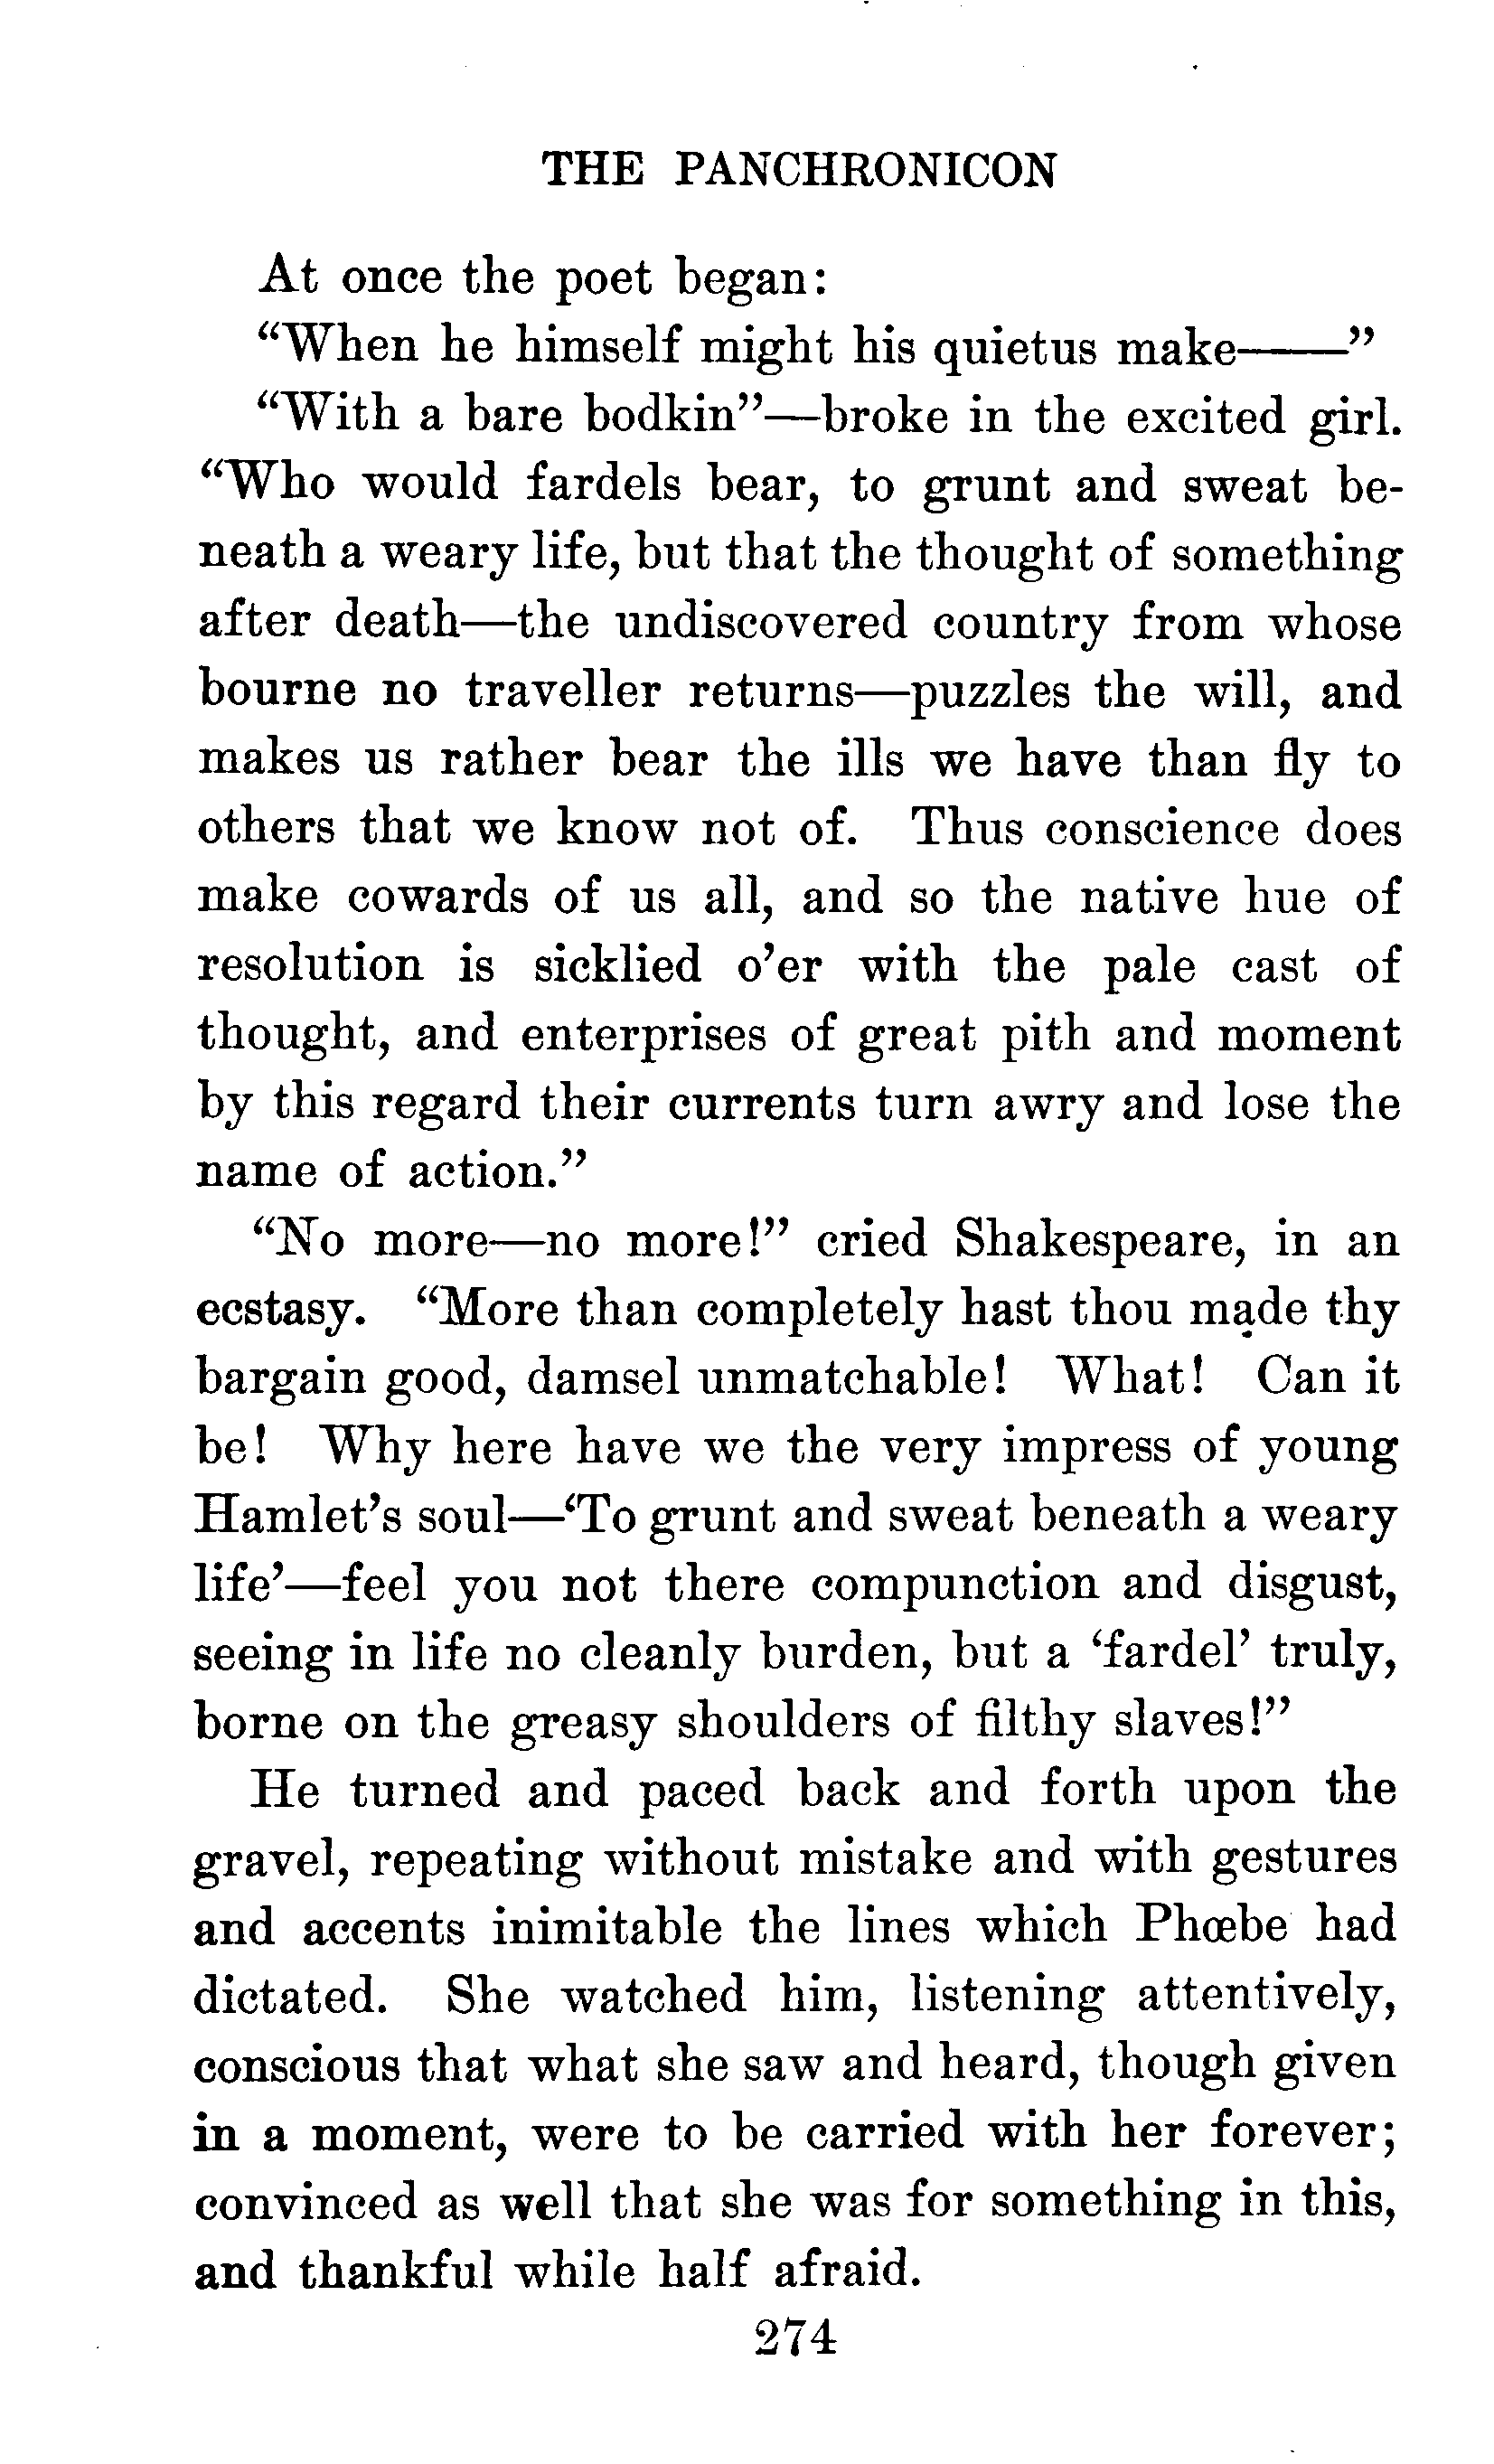 THE PANCHRONICON
At once the poet began:
“When he himself might his quietus make——”
“With a bare bodkin”—broke in the excited girl.
“Who would fardels bear, to grunt and sweat be-
neath a weary life, but that the thought of something
after death—the undiscovered country from whose
bourne no traveller returns—puzzles the will, and
makes us rather bear the ills we have than fly to
others that we know not of. Thus conscience does
make cowards of us all, and so the native hue of
resolution is sicklied o’er with the pale cast of
thought, and enterprises of great pith and moment
by this regard their currents turn awry and lose the
name of action.”
“No more—no more!” cried Shakespeare, in an
ecstasy. “More than completely hast thou made thy
bargain good, damsel unmatchable! What! Can it
be! Why here have we the very impress of young
Hamlet’s soul—‘To grunt and sweat beneath a weary
life’—feel you not there compunction and disgust,
seeing in life no cleanly burden, but a ‘fardel’ truly,
borne on the greasy shoulders of filthy slaves!”
He turned and paced back and forth upon the
gravel, repeating without mistake and with gestures
and accents inimitable the lines which Phœbe had
dictated. She watched him, listening attentively,
conscious that what she saw and heard, though given
in a moment, were to be carried with her forever;
convinced as well that she was for something in this,
and thankful while half afraid.
274